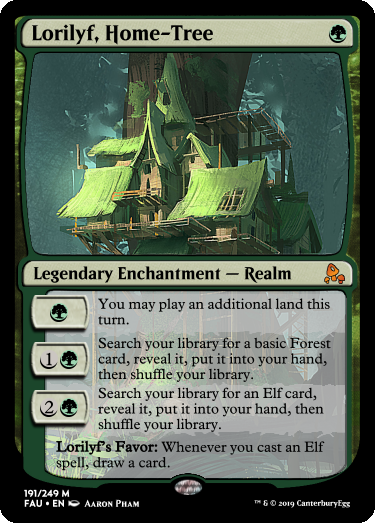 Lorilyf, Home-Tree
Legendary Enchantment — Realm
You may play an additional land this
turn.
1
Search your library for a basic Forest
card, reveal it, put it into your hand,
then shuffle your library.
2
Search your library for an Elf card,
reveal it, put it into your hand, then
shuffle your library.
Lorilyf's Favor: Whenever you cast an Elf
spell, draw a card.
191/249 M
FAU • EN AARON PHAM
™ & © 2019 CanterburyEgg